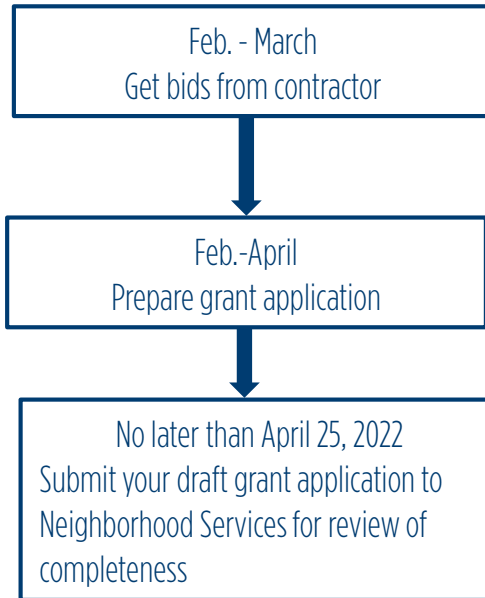 Feb. - March
Get bids from contractor
Feb.-April
Prepare grant application
No later than April 25, 2022
Submit your draft grant application to
Neighborhood Services for review of
completeness